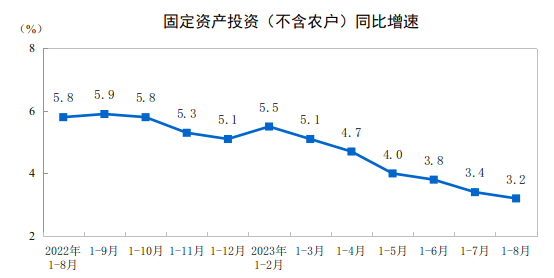 固定资产投资（不含农户）同比增速
（%）
8
6
4
2
5.8
5.9
5.8
5.3
5.1
5.5
5.1
4.7
4.0
3.8
3.4
3.2
2022年
1-8月
1-9月
1-10月
1-11月
1-12月
2023年
1-2月
1-3月
1-4月
1-5月
1-6月
1-7月
1-8月